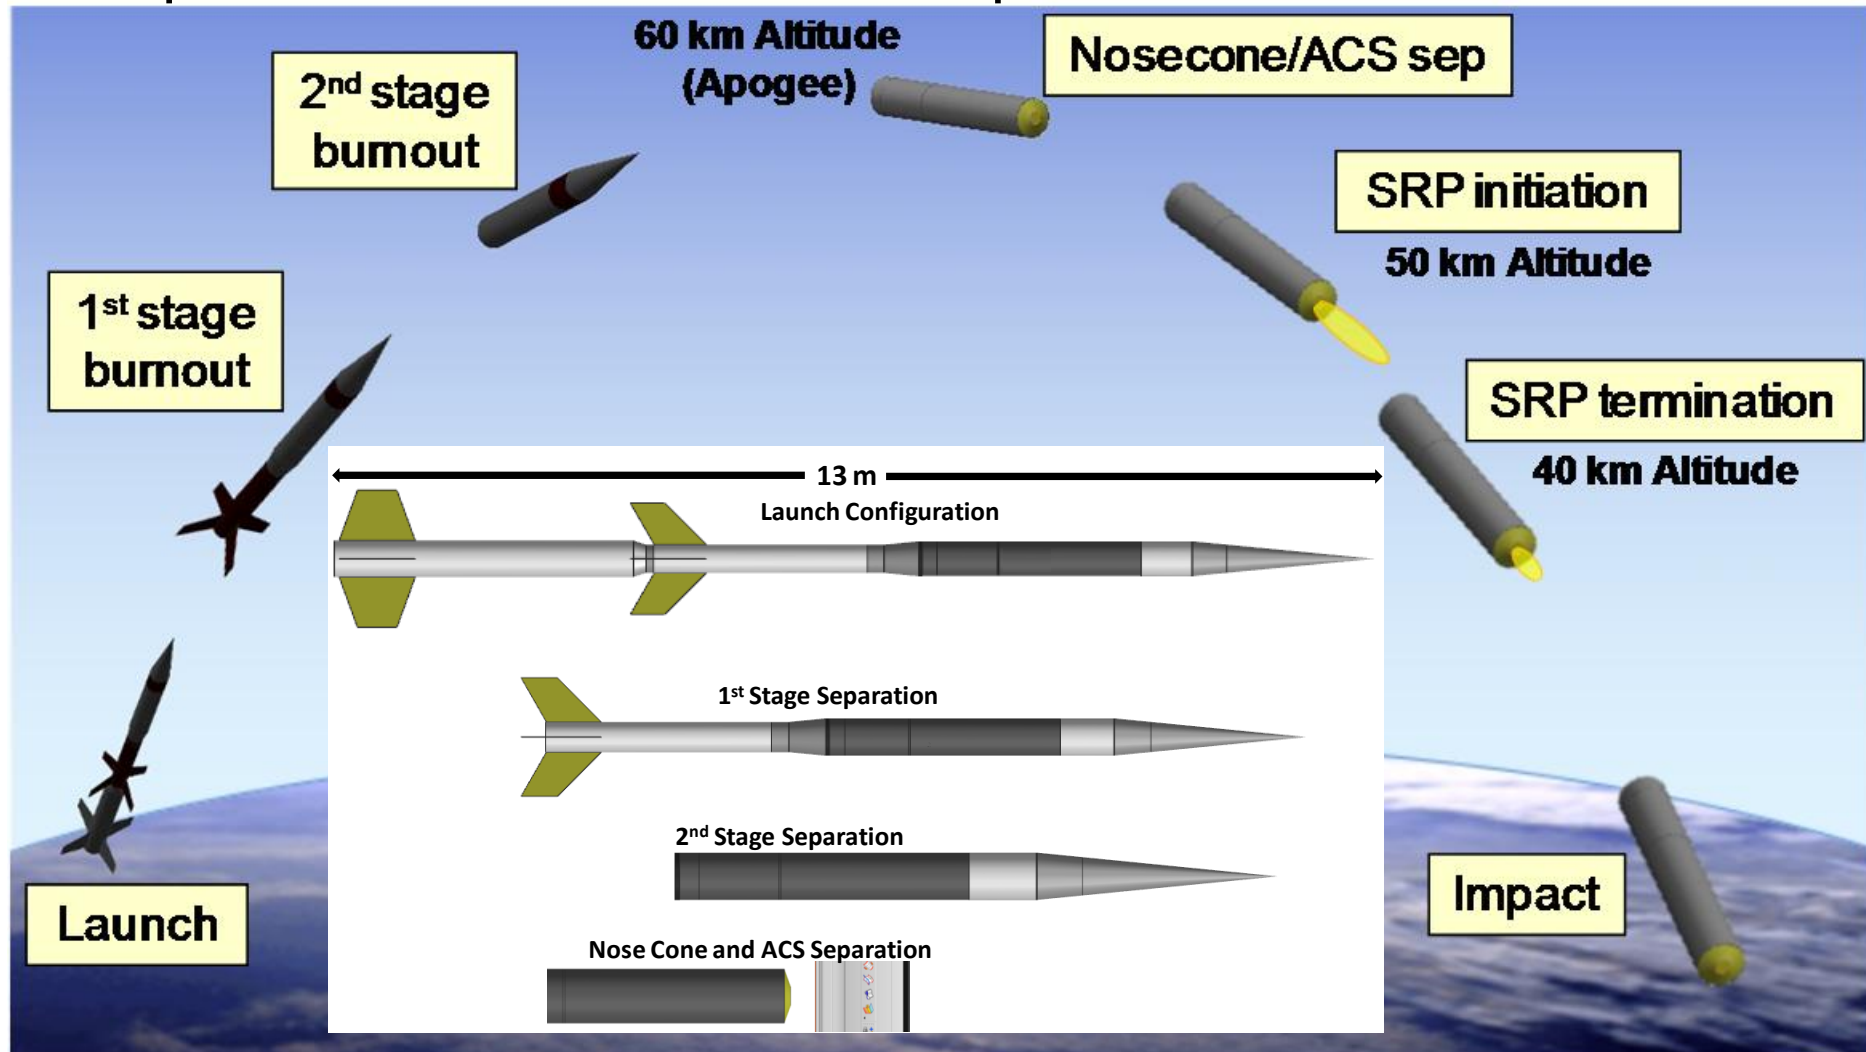 60 km Altitude
(Apogee)
Nosecone/ACS sep
2nd stage
burnout
SRP initiation
50 km Altitude
1st stage
burnout
SRP termination
40 km Altitude
13 m
Launch Configuration
1st Stage Separation
2nd Stage Separation
Nose Cone and ACS Separation
Launch
Impact